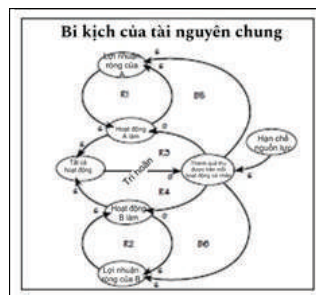 Bi kịch của tài nguyên chung
Lợi nhuận
ròng của
A
R1
B5
Hoạt động
A làm
Hạn chế
nguồn lực
R3
Tất cả
hoạt động
Trì hoãn
Thành quả thu
được trên mỗi
hoạt động cá nhân
R4
Hoạt động
B làm
R2
B6
Lợi nhuận
ròng của B